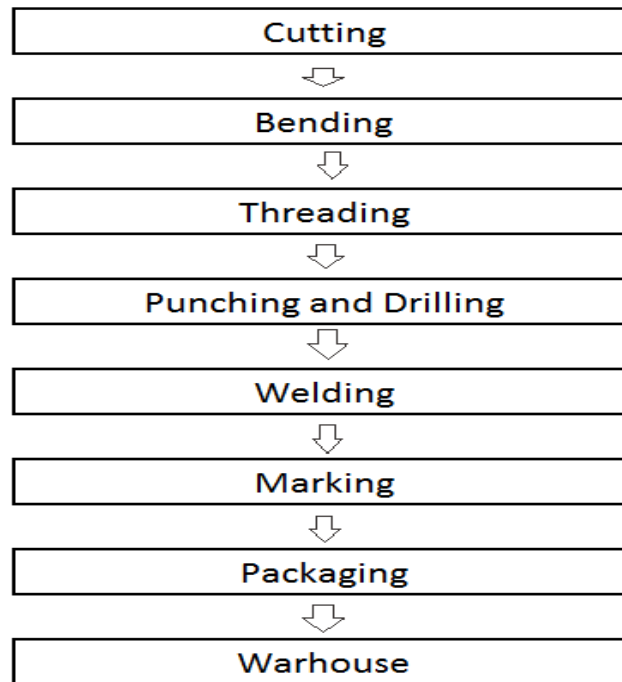 Cutting
Bending
Threading
Punching and Drilling
Welding
Marking
Packaging
Warhouse